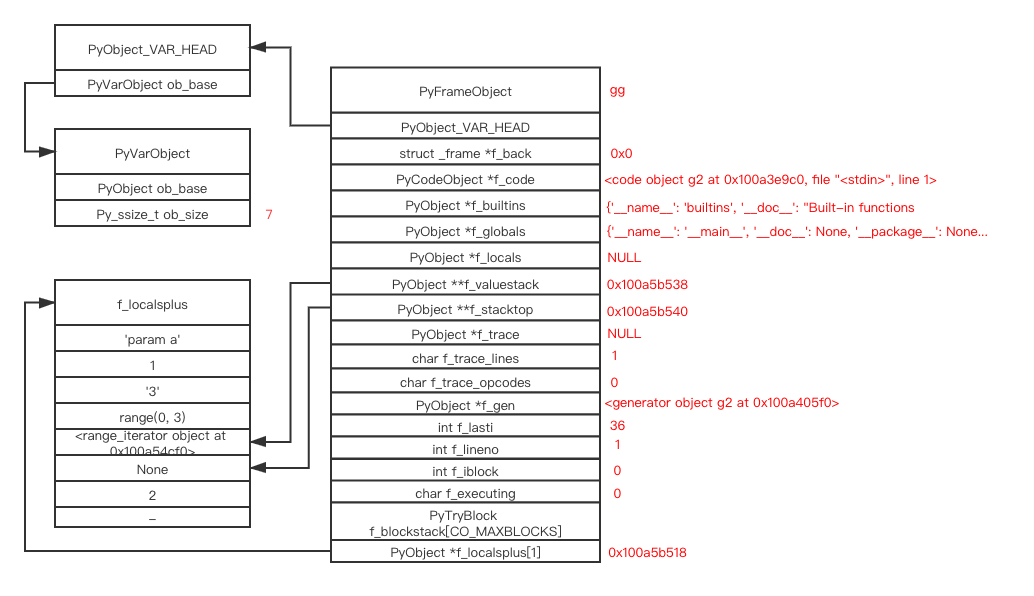 PyObject_VAR_HEAD
PyVarObject ob_base
PyVarObject
PyObject ob_base
Py_ssize_t ob_size
7
f_localsplus
'param a'
1
'3'
range(0, 3)
<range_iterator object at
0x100a54cf0>
None
2
–
PyFrameObject
gg
PyObject_VAR_HEAD
struct _frame *f_back
0x0
PyCodeObject *f_code
<code object g2 at 0x100a3e9c0, file "<stdin>", line 1>
PyObject *f_builtins
{'__name__': 'builtins', '__doc__': "Built-in functions
PyObject *f_globals
{'__name__': '__main__', '__doc__': None, '__package__': None...
PyObject *f_locals
NULL
PyObject **f_valuestack
0x100a5b538
PyObject **f_stacktop
0x100a5b540
PyObject *f_trace
NULL
char f_trace_lines
1
char f_trace_opcodes
0
PyObject *f_gen
<generator object g2 at 0x100a405f0>
int f_lasti
36
int f_lineno
1
int f_iblock
0
char f_executing
0
PyTryBlock
f_blockstack[CO_MAXBLOCKS]
PyObject *f_localsplus[1]
0x100a5b518